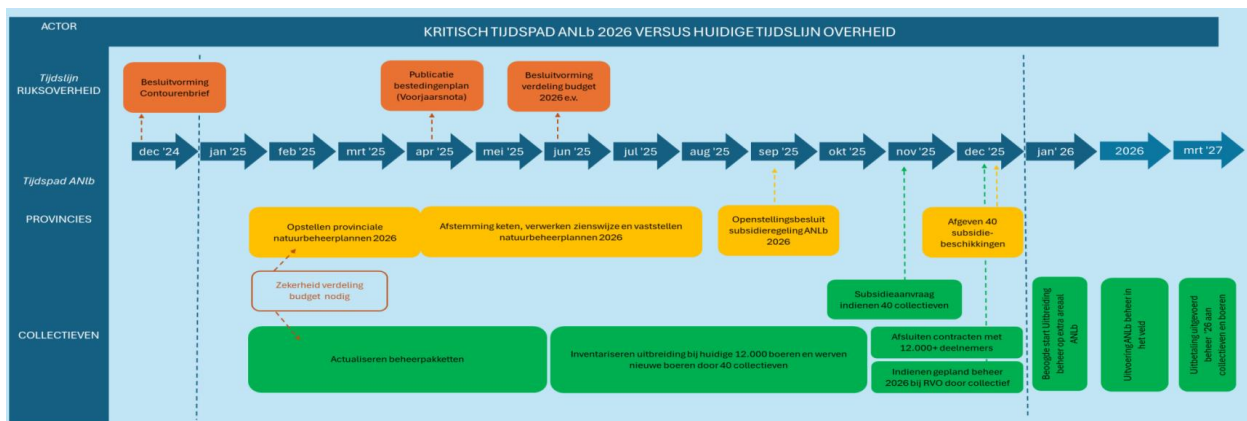 ACTOR
KRITISCH TIJDSPAD ANLb 2026 VERSUS HUIDIGE TIJDSLIJN OVERHEID
Tijdslijn
RIJKSOVERHEID
Besluitvorming
Contourenbrief
Publicatie
bestedingenplan
(Voorjaarsnota)
Besluitvorming
verdeling budget
2026 e.v.
dec '24
jan '25
feb '25
mrt '25
apr '25
mei '25
jun '25
jul '25
aug '25
sep '25
okt '25
nov '25
dec '25
jan' 26
2026
mrt '27
Tijdspad ANlb
PROVINCIES
Opstellen provinciale
natuurbeheerplannen 2026
Afstemming keten, verwerken zienswijze en vaststellen
natuurbeheerplannen 2026
Openstellingsbesluit
subsidieregeling ANLb
2026
Afgeven 40
subsidie-
beschikkingen
Zekerheid verdeling
budget nodig
Subsidieaanvraag
indienen 40 collectieven
COLLECTIEVEN
Actualiseren beheerpakketten
Inventariseren uitbreiding bij huidige 12.000 boeren en werven
nieuwe boeren door 40 collectieven
Afsluiten contracten met
12.000+ deelnemers
Indienen gepland beheer
2026 bij RVO door collectief
Beoogde start Uitbreiding
beheer op extra areaal
ANLb
Uitvoering ANLb beheer in
het veld
Uitbetaling uitgevoerd
beheer '26 aan
collectieven en boeren